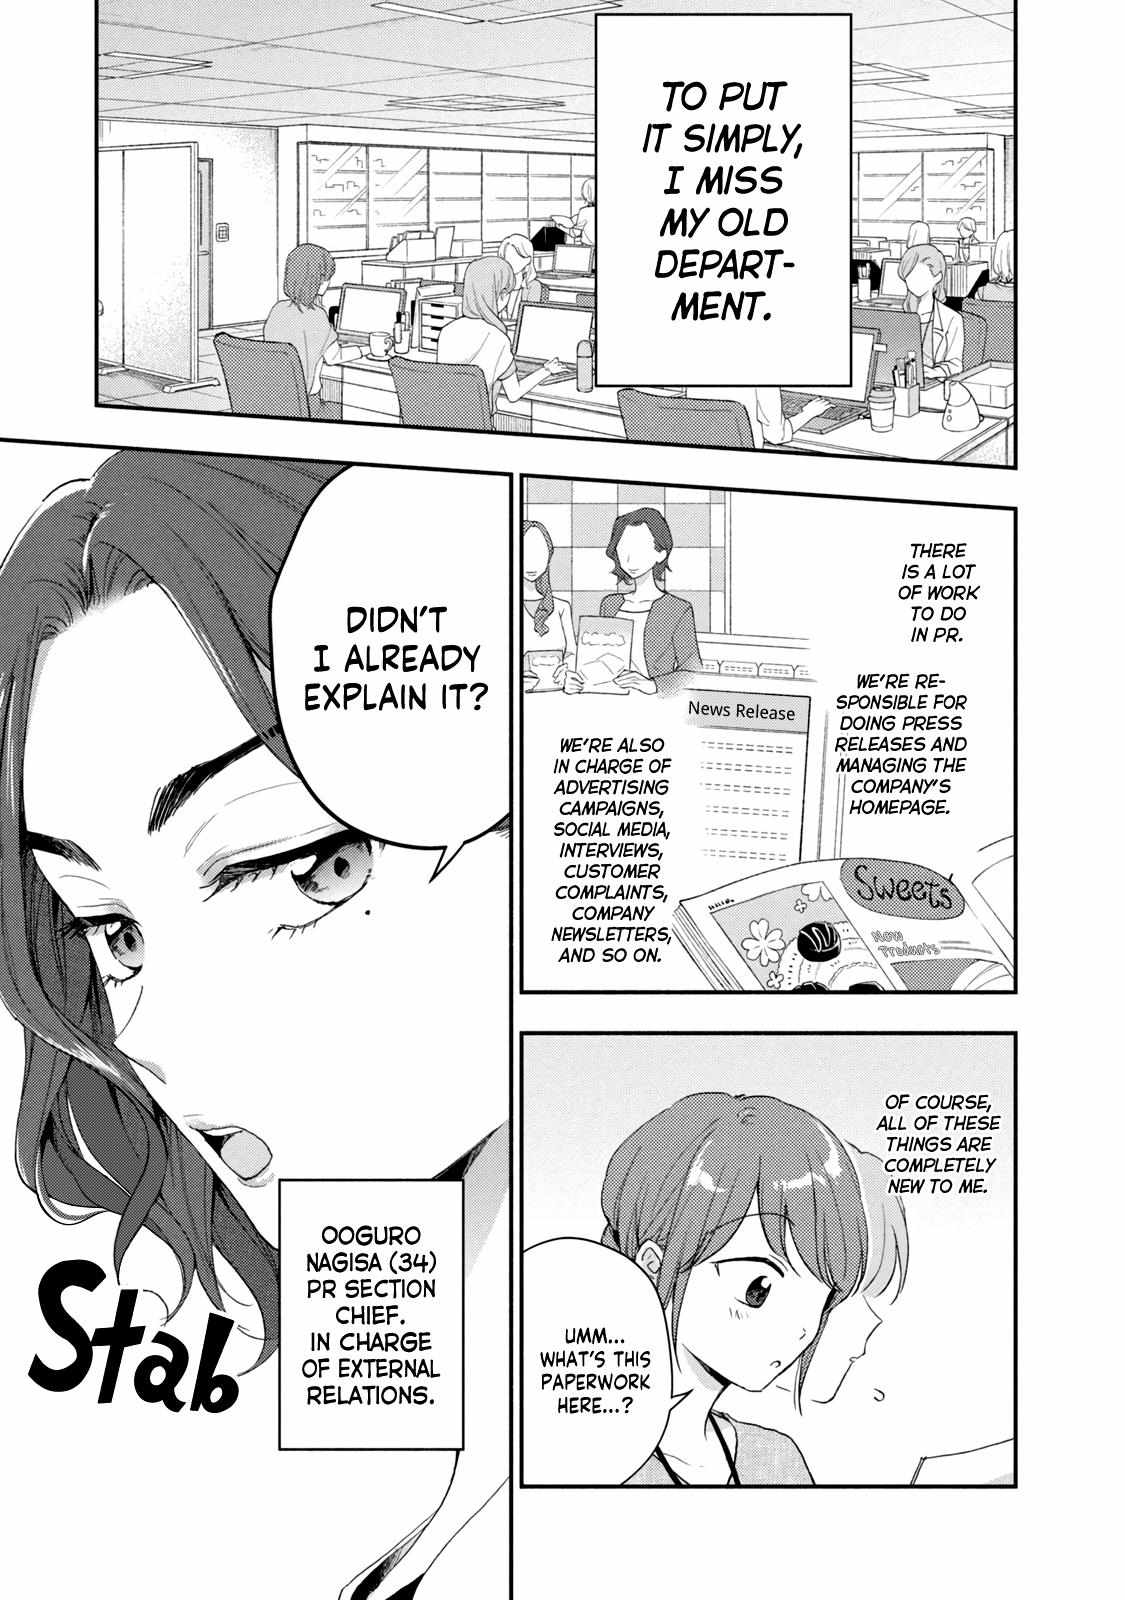 TO PUT
IT SIMPLY,
I MISS
MY OLD
DEPART-
MENT.
THERE
IS A LOT
OF WORK
TO DO
IN PR.
WE'RE RE-
SPONSIBLE FOR
DOING PRESS
RELEASES AND
MANAGING THE
COMPANY'S
HOMEPAGE.
News Release
WE'RE ALSO
IN CHARGE OF
ADVERTISING
CAMPAIGNS,
SOCIAL MEDIA,
INTERVIEWS,
CUSTOMER
COMPLAINTS,
COMPANY
NEWSLETTERS,
AND SO ON.
Sweets
New
Products
OF COURSE,
ALL OF THESE
THINGS ARE
COMPLETELY
NEW TO ME.
UMM...
WHAT'S THIS
PAPERWORK
HERE...?
DIDN'T
I ALREADY
EXPLAIN IT?
OOGURO
NAGISA (34)
PR SECTION
CHIEF.
IN CHARGE
OF EXTERNAL
RELATIONS.
Stab